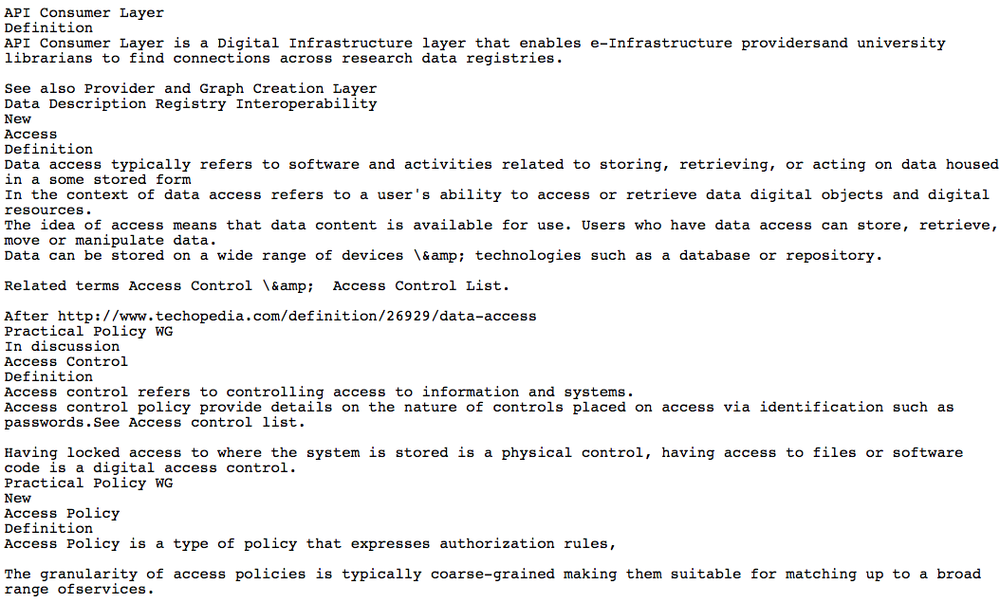 API Consumer Layer
Definition
API Consumer Layer is a Digital Infrastructure layer that enables e-Infrastructure providersand university
librarians to find connections across research data registries.
See also Provider and Graph Creation Layer
Data Description Registry Interoperability
New
Access
Definition
Data access typically refers to software and activities related to storing, retrieving, or acting on data housed
in a some stored form
In the context of data access refers to a user's ability to access or retrieve data digital objects and digital
resources.
The idea of access means that data content is available for use. Users who have data access can store, retrieve,
move or manipulate data.
Data can be stored on a wide range of devices \&amp; technologies such as a database or repository.
Related terms Access Control \&amp;  Access Control List.
After http://www.techopedia.com/definition/26929/data-access
Practical Policy WG
In discussion
Access Control
Definition
Access control refers to controlling access to information and systems.
Access control policy provide details on the nature of controls placed on access via identification such as
passwords.See Access control list.
Having locked access to where the system is stored is a physical control, having access to files or software
code is a digital access control.
Practical Policy WG
New
Access Policy
Definition
Access Policy is a type of policy that expresses authorization rules,
The granularity of access policies is typically coarse-grained making them suitable for matching up to a broad
range ofservices.